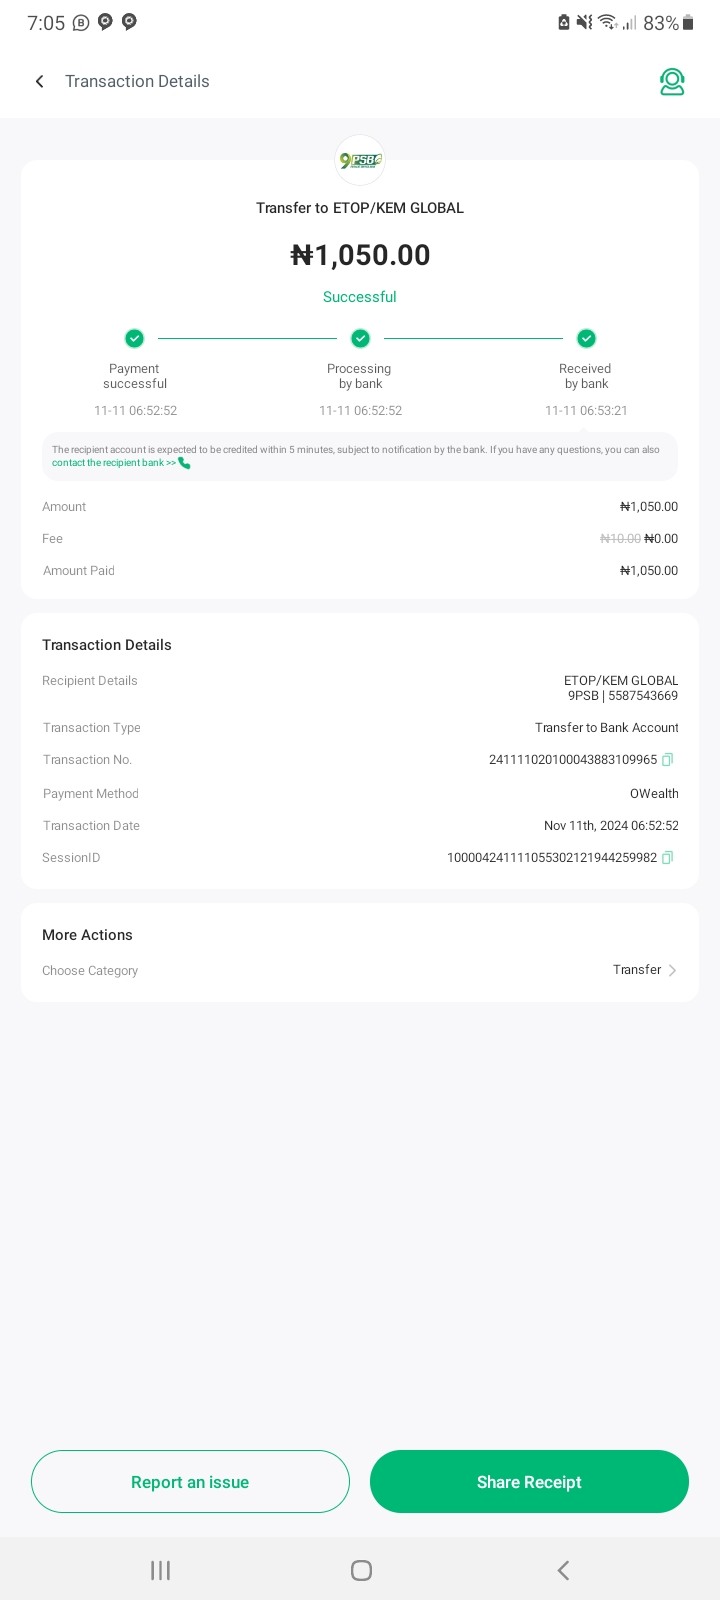 7:05
83%
Transaction Details
9PSB
Transfer to ETOP/KEM GLOBAL
₦1,050.00
Successful
Payment
successful
Processing
by bank
Received
by bank
11-11 06:52:52
11-11 06:52:52
11-11 06:53:21
The recipient account is expected to be credited within 5 minutes, subject to notification by the bank. If you have any questions, you can also
contact the recipient bank >>
Amount ₦1,050.00
Fee ₦10.00 ₦0.00
Amount Paid ₦1,050.00
Transaction Details
Recipient Details ETOP/KEM GLOBAL
9PSB | 5587543669
Transaction Type Transfer to Bank Account
Transaction No. 241111020100043883109965
Payment Method OWealth
Transaction Date Nov 11th, 2024 06:52:52
SessionID 100004241111055302121944259982
More Actions
Choose Category Transfer
Report an issue
Share Receipt